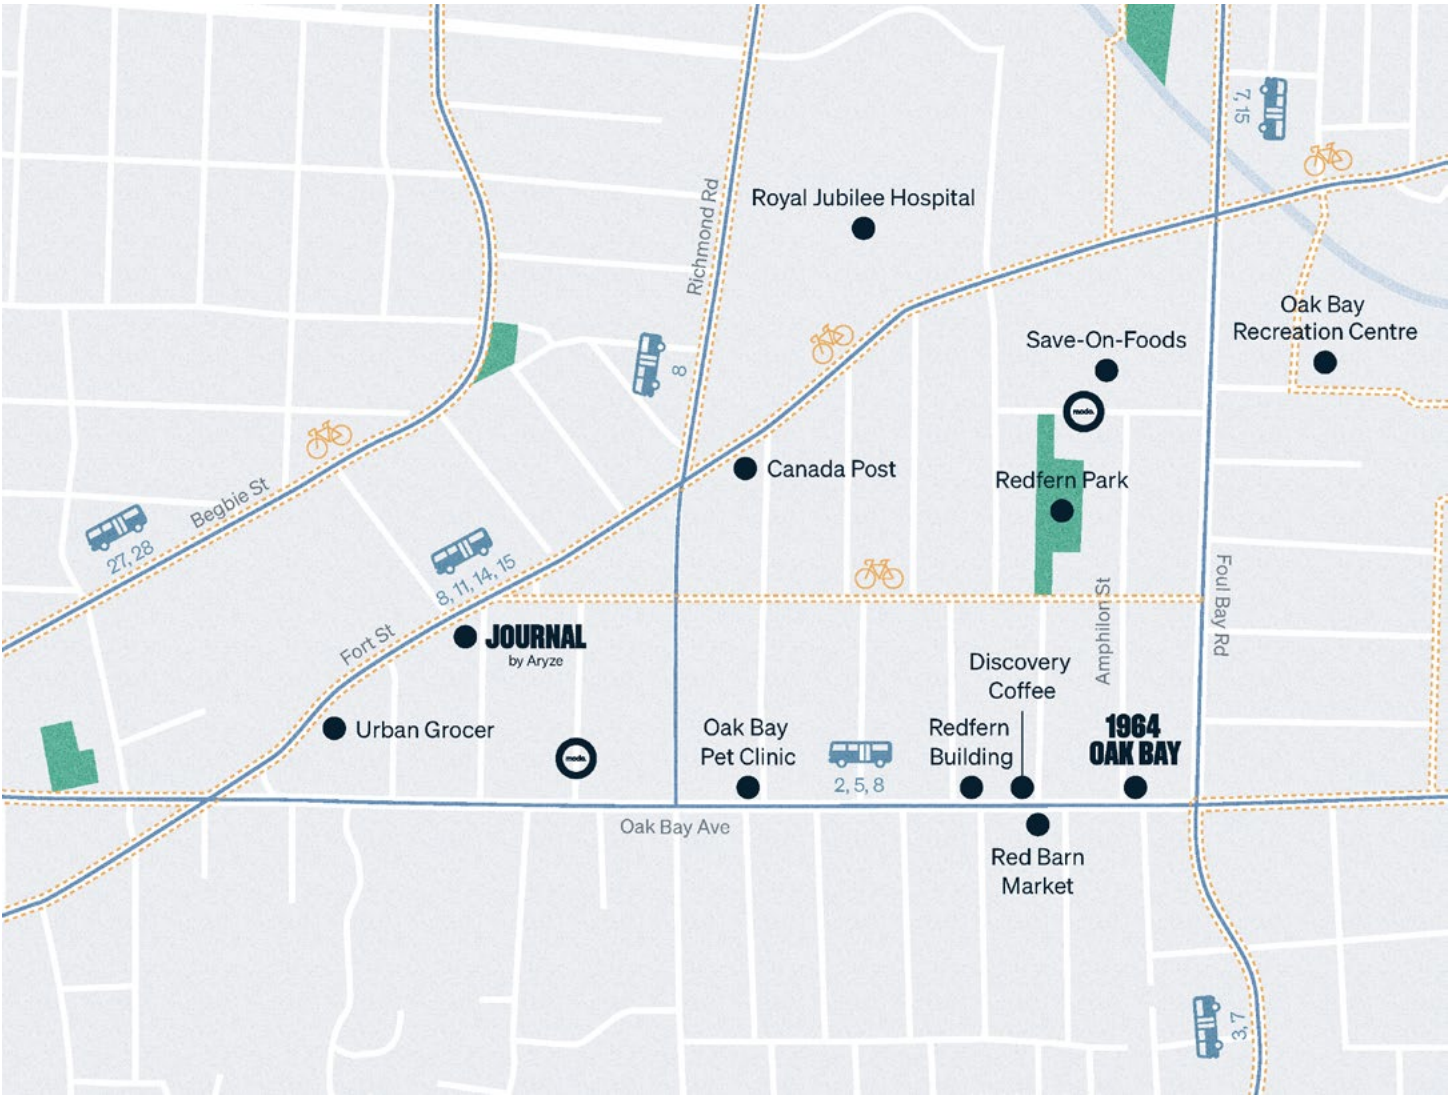 7, 15
Royal Jubilee Hospital
Richmond Rd
Oak Bay
Recreation Centre
Save-On-Foods
8
modo.
Canada Post
Redfern Park
Begbie St
27, 28
8, 11, 14, 15
Foul Bay Rd
Amphilon St
Fort St
JOURNAL
by Aryze
Discovery
Coffee
Urban Grocer
modo.
Oak Bay
Pet Clinic
2, 5, 8
Redfern
Building
1964
OAK BAY
Oak Bay Ave
Red Barn
Market
3, 7